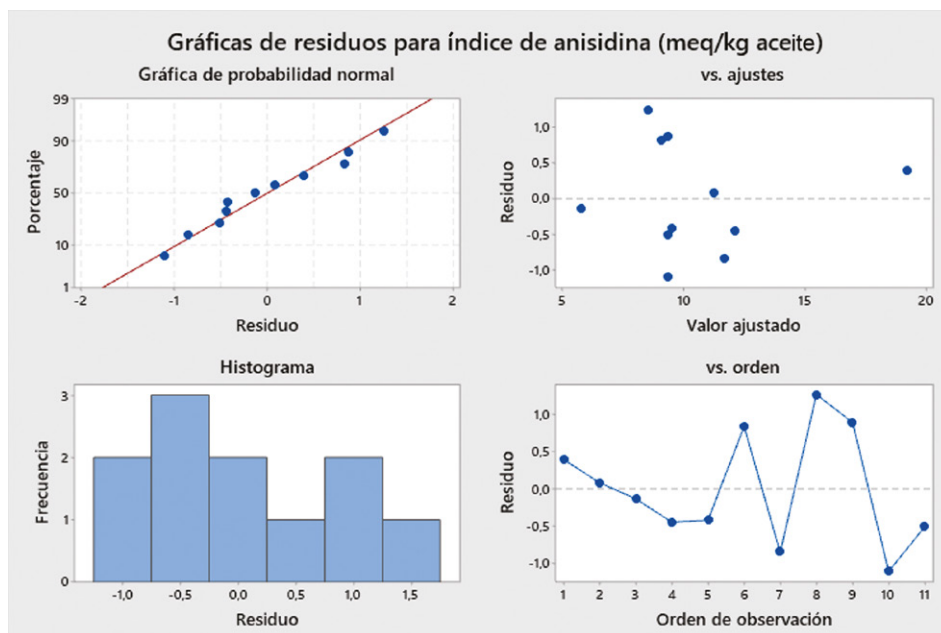 Gráficas de residuos para índice de anisidina (meq/kg aceite)
Gráfica de probabilidad normal
99
90
50
10
1
Porcentaje
-2 -1 0 1 2
Residuo
vs. ajustes
1,0
0,5
0,0
-0,5
-1,0
Residuo
5 10 15 20
Valor ajustado
Histograma
3
2
1
0
Frecuencia
-1,0 -0,5 0,0 0,5 1,0 1,5
Residuo
vs. orden
1,0
0,5
0,0
-0,5
-1,0
Residuo
1 2 3 4 5 6 7 8 9 10 11
Orden de observación